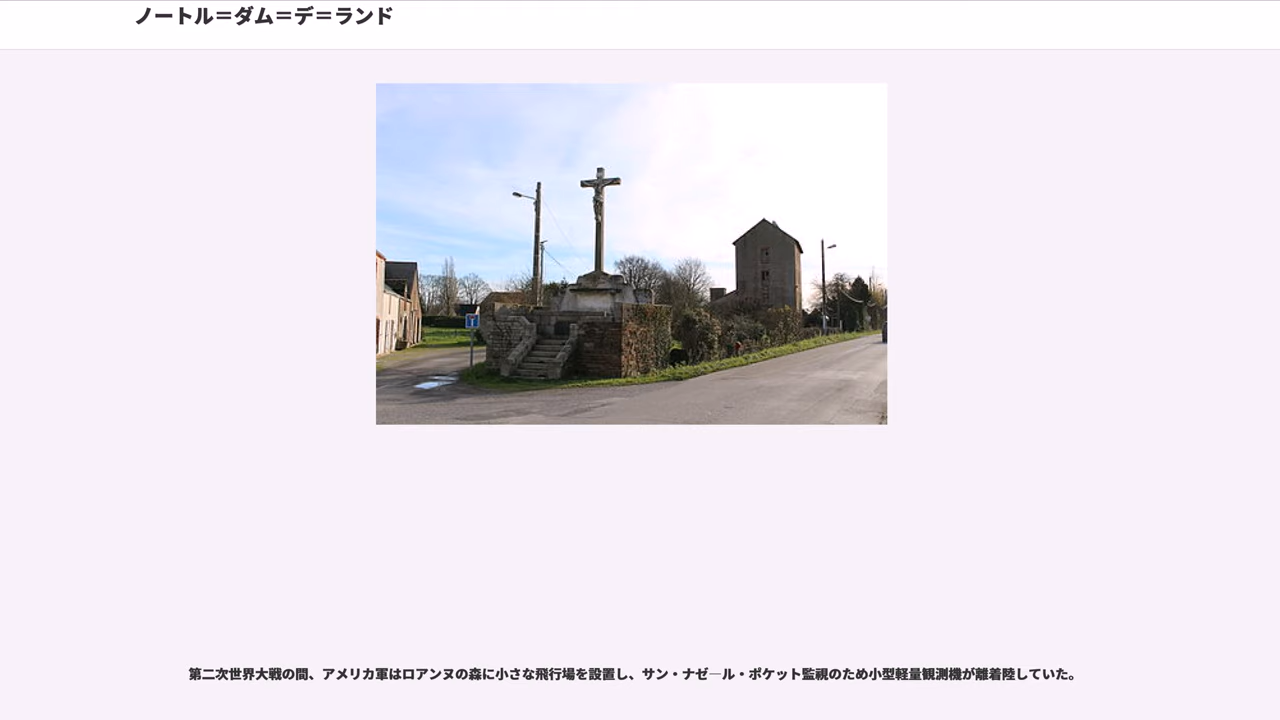 ノートル＝ダム＝デ＝ランド
第二次世界大戦の間、アメリカ軍はロアンヌの森に小さな飛行場を設置し、サン・ナゼ―ル・ポケット監視のため小型軽量観測機が離着陸していた。